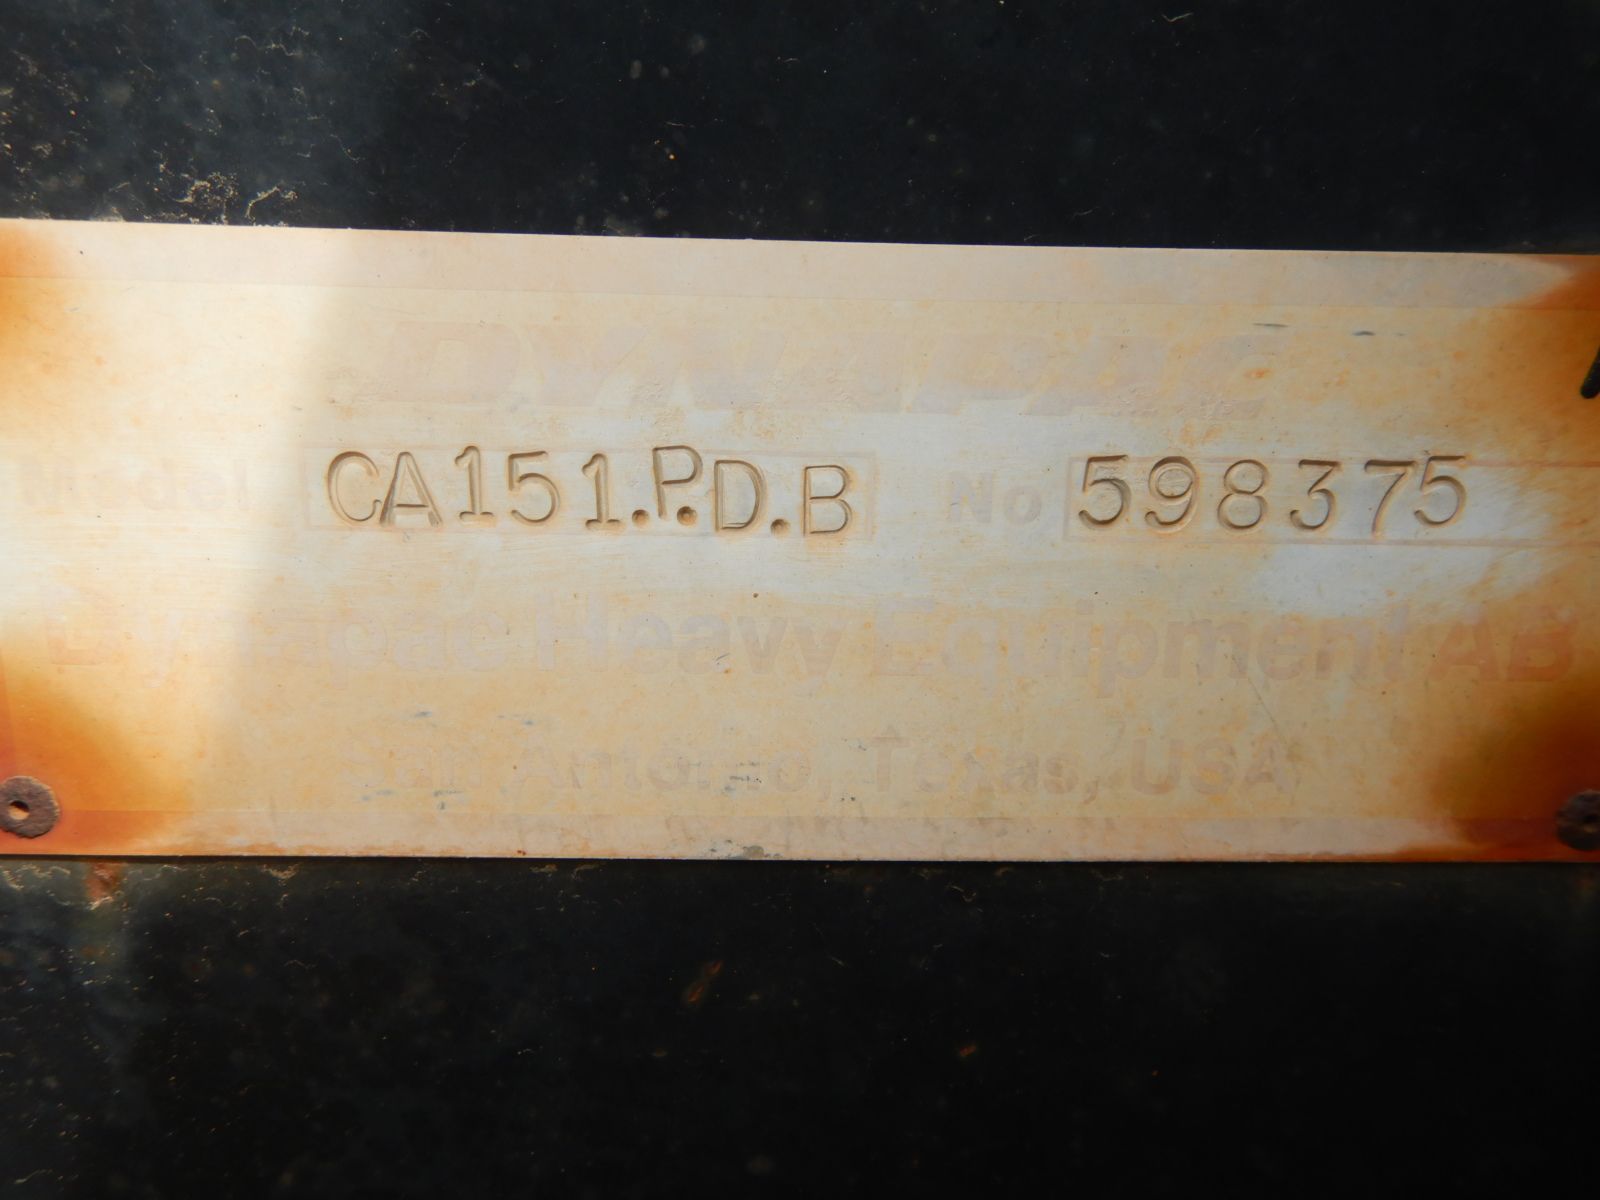 DYNAPAC
Model CA151.P.D.B No 598375
Dynapac Heavy Equipment AB
San Antonio, Texas, USA